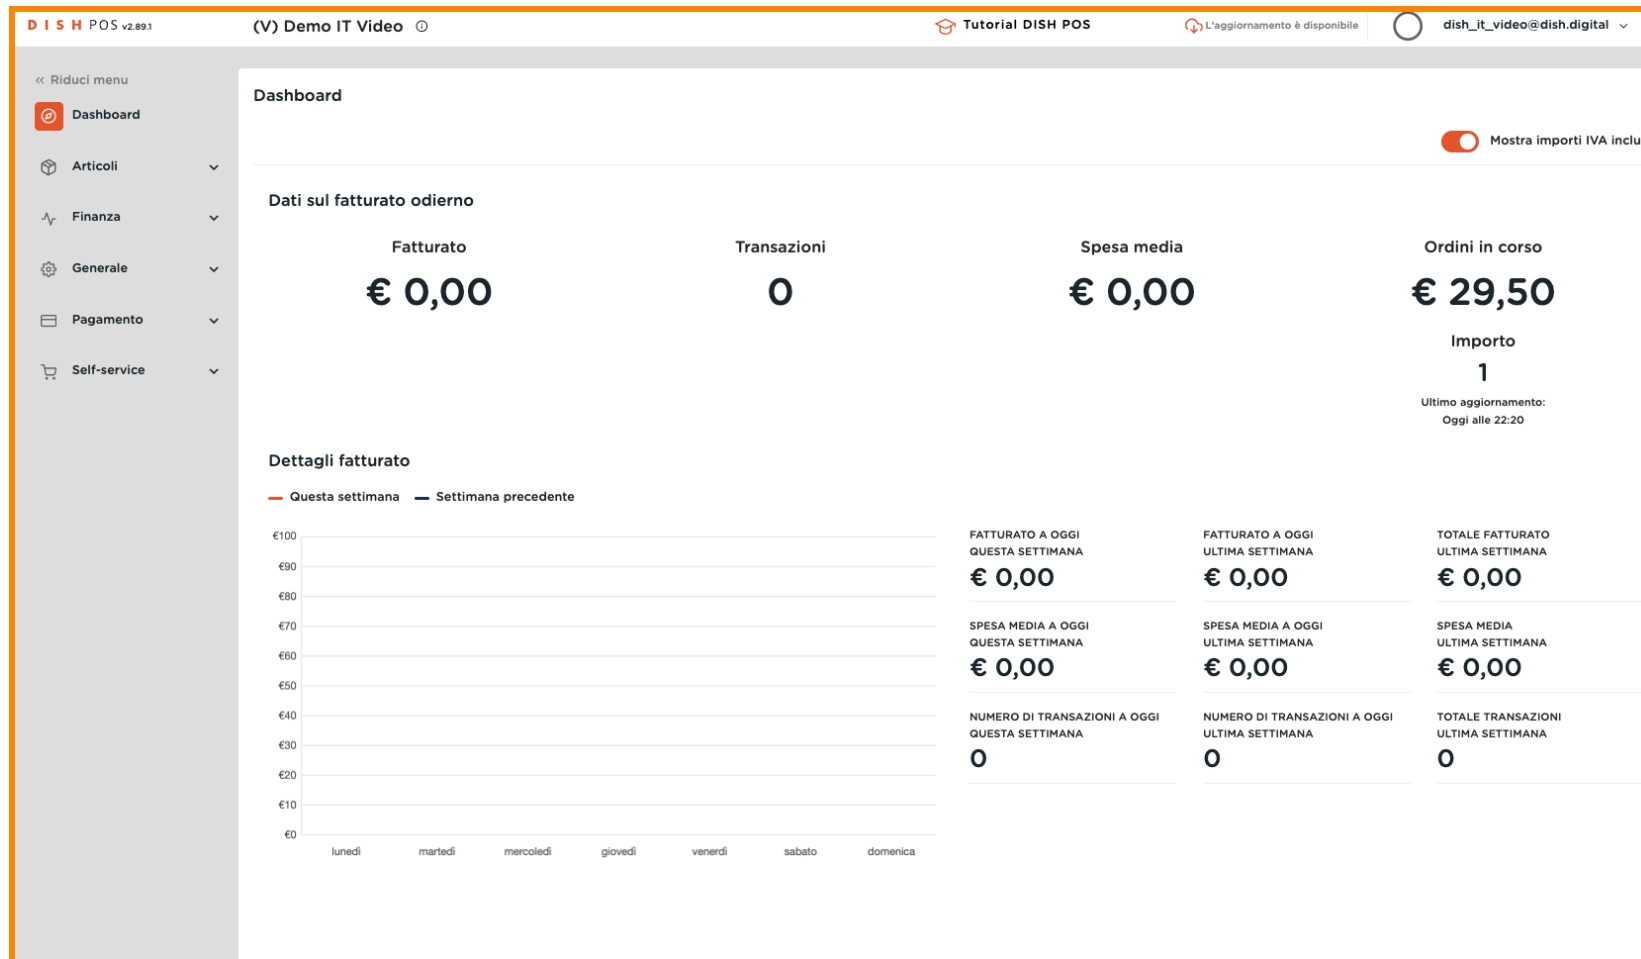 DISH POS v2.89.1
(V) Demo IT Video
Tutorial DISH POS
L'aggiornamento è disponibile
dish_it_video@dish.digital
« Riduci menu
Dashboard
Articoli
Finanza
Generale
Pagamento
Self-service
Dashboard
Mostra importi IVA inclu
Dati sul fatturato odierno
Fatturato
€ 0,00
Transazioni
0
Spesa media
€ 0,00
Ordini in corso
€ 29,50
Importo
1
Ultimo aggiornamento:
Oggi alle 22:20
Dettagli fatturato
Questa settimana
Settimana precedente
€100
€90
€80
€70
€60
€50
€40
€30
€20
€10
€0
lunedì martedì mercoledì giovedì venerdì sabato domenica
FATTURATO A OGGI
QUESTA SETTIMANA
€ 0,00
FATTURATO A OGGI
ULTIMA SETTIMANA
€ 0,00
TOTALE FATTURATO
ULTIMA SETTIMANA
€ 0,00
SPESA MEDIA A OGGI
QUESTA SETTIMANA
€ 0,00
SPESA MEDIA A OGGI
ULTIMA SETTIMANA
€ 0,00
SPESA MEDIA
ULTIMA SETTIMANA
€ 0,00
NUMERO DI TRANSAZIONI A OGGI
QUESTA SETTIMANA
0
NUMERO DI TRANSAZIONI A OGGI
ULTIMA SETTIMANA
0
TOTALE TRANSAZIONI
ULTIMA SETTIMANA
0